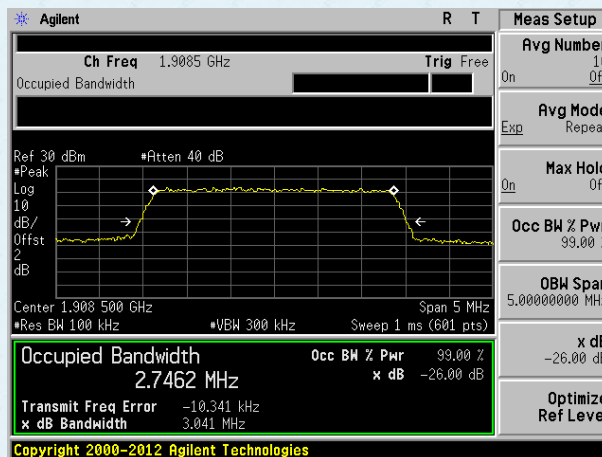 Agilent R T Meas Setup
Ch Freq 1.9085 GHz Trig Free
Occupied Bandwidth
Avg Number
On
Avg Mode
Exp
Max Hold
On
Occ BW % Pwr
99.00
OBW Span
5.00000000
x dB
-26.00
Optimize
Ref Level
Ref 30 dBm #Atten 40 dB
#Peak
Log
10
dB/
Offst
2
dB
Center 1.908 500 GHz Span 5 MHz
#Res BW 100 kHz #VBW 300 kHz Sweep 1 ms (601 pts)
Occupied Bandwidth Occ BW % Pwr 99.00 %
2.7462 MHz x dB -26.00 dB
Transmit Freq Error -10.341 kHz
x dB Bandwidth 3.041 MHz
Copyright 2000-2012 Agilent Technologies